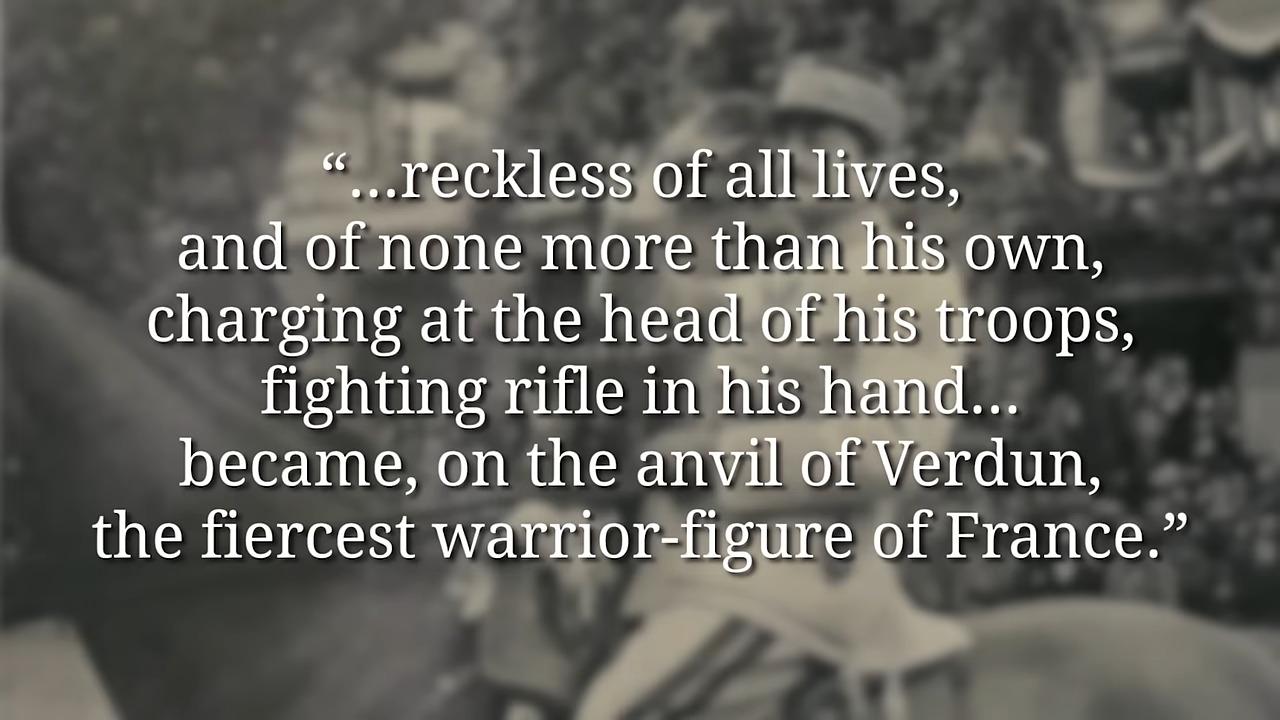 “…reckless of all lives,
and of none more than his own,
charging at the head of his troops,
fighting rifle in his hand…
became, on the anvil of Verdun,
the fiercest warrior-figure of France.”